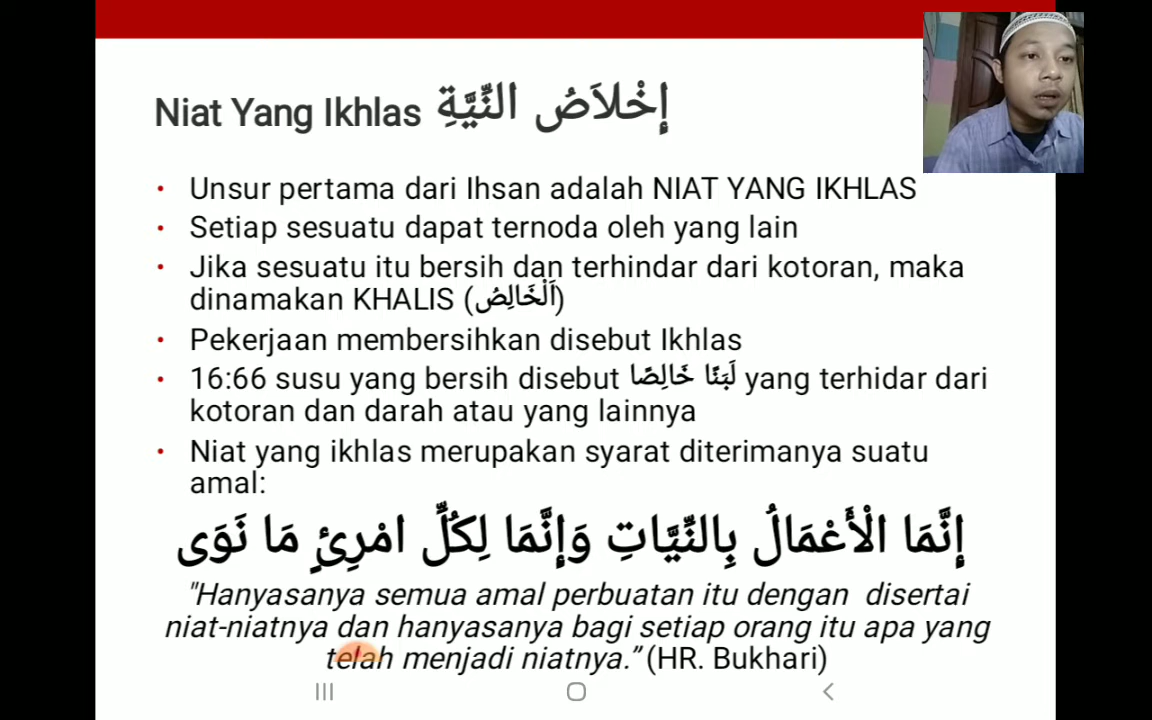 Niat Yang Ikhlas إِخْلاَصُ النِّيَّةِ
• Unsur pertama dari Ihsan adalah NIAT YANG IKHLAS
• Setiap sesuatu dapat ternoda oleh yang lain
• Jika sesuatu itu bersih dan terhindar dari kotoran, maka
dinamakan KHALIS (اَلْخَالِصُ)
• Pekerjaan membersihkan disebut Ikhlas
• 16:66 susu yang bersih disebut لَبَنًا خَالِصًا yang terhidar dari
kotoran dan darah atau yang lainnya
• Niat yang ikhlas merupakan syarat diterimanya suatu
amal:
إِنَّمَا الْأَعْمَالُ بِالنِّيَّاتِ وَإِنَّمَا لِكُلِّ امْرِئٍ مَا نَوَى
"Hanyasanya semua amal perbuatan itu dengan disertai
niat-niatnya dan hanyasanya bagi setiap orang itu apa yang
telah menjadi niatnya.” (HR. Bukhari)